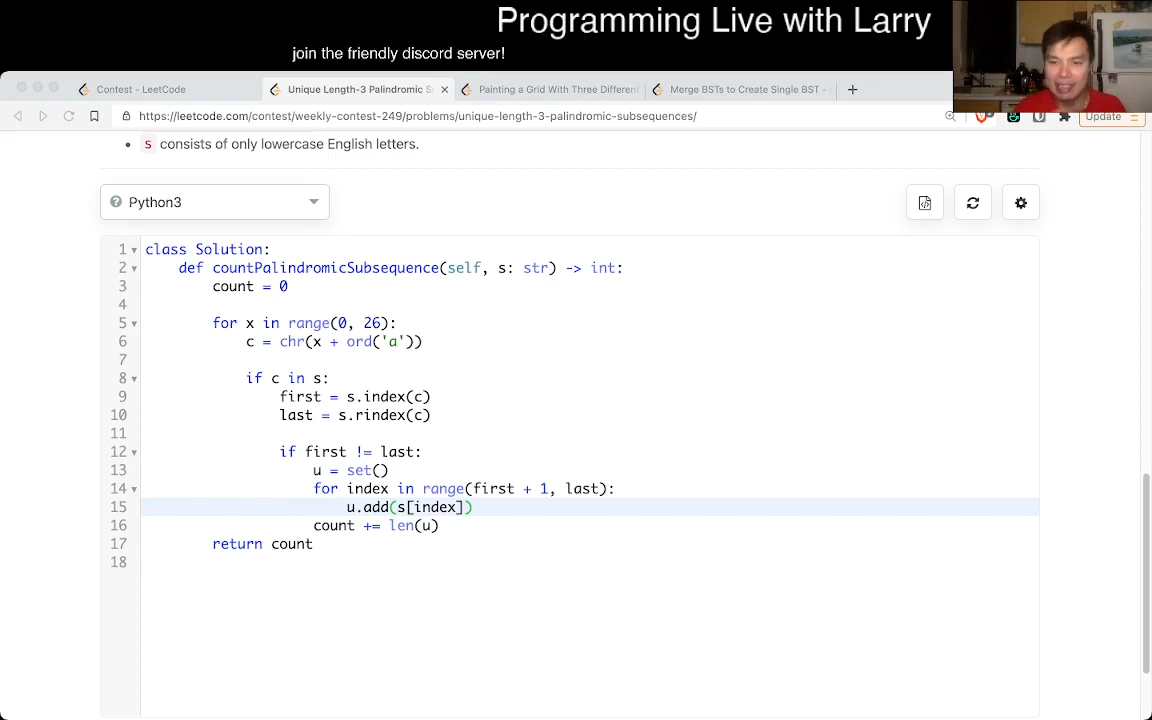 Programming Live with Larry
join the friendly discord server!
Contest - LeetCode
Unique Length-3 Palindromic S
Painting a Grid With Three Different
Merge BSTs to Create Single BST -
https://leetcode.com/contest/weekly-contest-249/problems/unique-length-3-palindromic-subsequences/
Update
• s consists of only lowercase English letters.
Python3
1 class Solution:
2     def countPalindromicSubsequence(self, s: str) -> int:
3         count = 0
4
5         for x in range(0, 26):
6             c = chr(x + ord('a'))
7
8             if c in s:
9                 first = s.index(c)
10                 last = s.rindex(c)
11
12                 if first != last:
13                     u = set()
14                     for index in range(first + 1, last):
15                         u.add(s[index])
16                     count += len(u)
17         return count
18